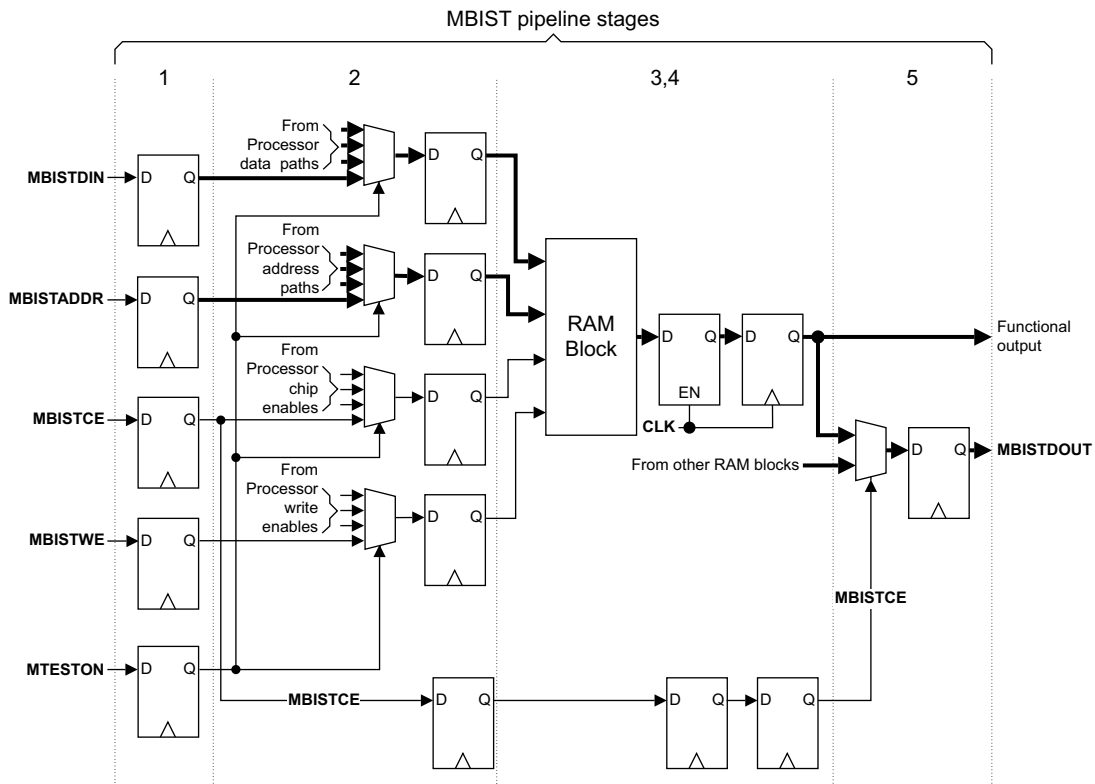 MBIST pipeline stages
1
2
3,4
5
From
Processor
data paths
MBISTDIN
D
Q
D
Q
From
Processor
address
paths
MBISTADDR
D
Q
D
Q
RAM
Block
D
Q
EN
D
Q
CLK
Functional
output
From
Processor
chip
enables
MBISTCE
D
Q
D
Q
From other RAM blocks
D
Q
MBISTDOUT
From
Processor
write
enables
MBISTWE
D
Q
D
Q
MBISTCE
MTESTON
D
Q
MBISTCE
D
Q
D
Q
D
Q